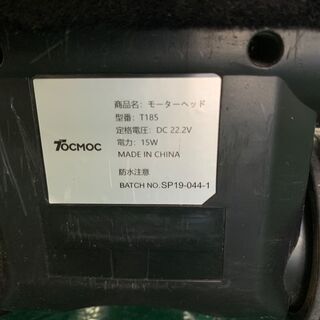 TOCMOC
商品名: モーターヘッド
型番: T185
定格電圧: DC 22.2V
電力: 15W
MADE IN CHINA
防水注意
BATCH NO.SP19-044-1